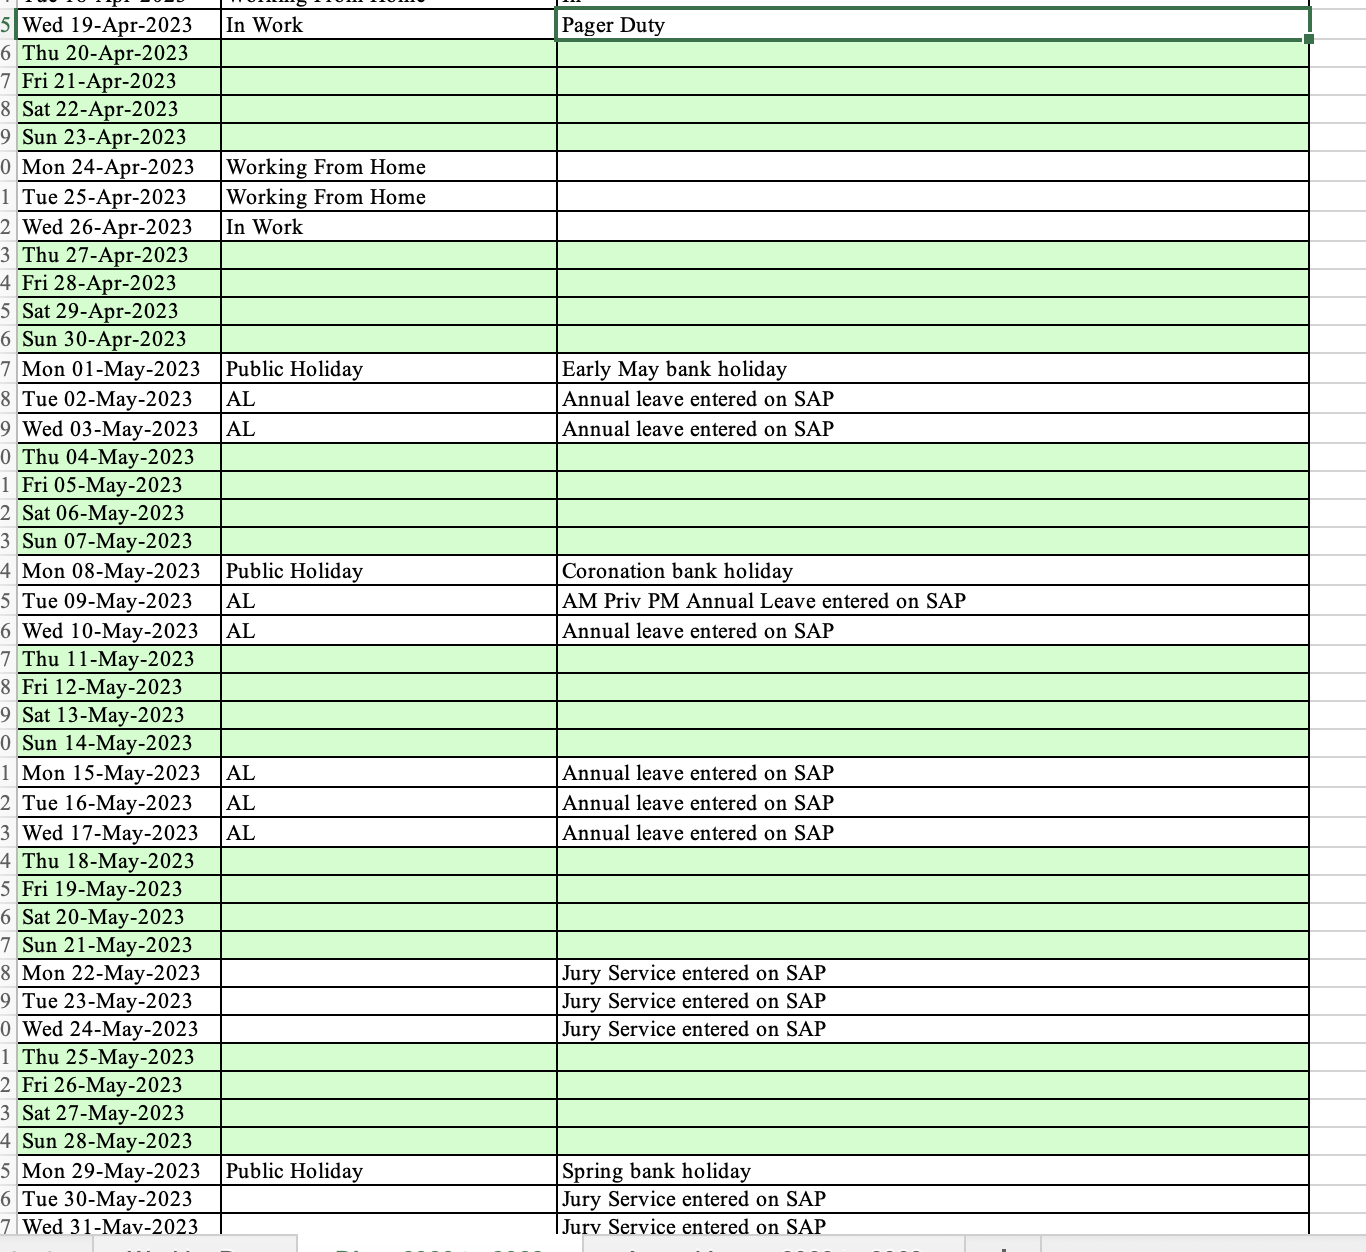 5 Wed 19-Apr-2023 In Work Pager Duty
6 Thu 20-Apr-2023
7 Fri 21-Apr-2023
8 Sat 22-Apr-2023
9 Sun 23-Apr-2023
0 Mon 24-Apr-2023 Working From Home
1 Tue 25-Apr-2023 Working From Home
2 Wed 26-Apr-2023 In Work
3 Thu 27-Apr-2023
4 Fri 28-Apr-2023
5 Sat 29-Apr-2023
6 Sun 30-Apr-2023
7 Mon 01-May-2023 Public Holiday Early May bank holiday
8 Tue 02-May-2023 AL Annual leave entered on SAP
9 Wed 03-May-2023 AL Annual leave entered on SAP
0 Thu 04-May-2023
1 Fri 05-May-2023
2 Sat 06-May-2023
3 Sun 07-May-2023
4 Mon 08-May-2023 Public Holiday Coronation bank holiday
5 Tue 09-May-2023 AL AM Priv PM Annual Leave entered on SAP
6 Wed 10-May-2023 AL Annual leave entered on SAP
7 Thu 11-May-2023
8 Fri 12-May-2023
9 Sat 13-May-2023
0 Sun 14-May-2023
1 Mon 15-May-2023 AL Annual leave entered on SAP
2 Tue 16-May-2023 AL Annual leave entered on SAP
3 Wed 17-May-2023 AL Annual leave entered on SAP
4 Thu 18-May-2023
5 Fri 19-May-2023
6 Sat 20-May-2023
7 Sun 21-May-2023
8 Mon 22-May-2023 Jury Service entered on SAP
9 Tue 23-May-2023 Jury Service entered on SAP
0 Wed 24-May-2023 Jury Service entered on SAP
1 Thu 25-May-2023
2 Fri 26-May-2023
3 Sat 27-May-2023
4 Sun 28-May-2023
5 Mon 29-May-2023 Public Holiday Spring bank holiday
6 Tue 30-May-2023 Jury Service entered on SAP
7 Wed 31-May-2023 Jury Service entered on SAP